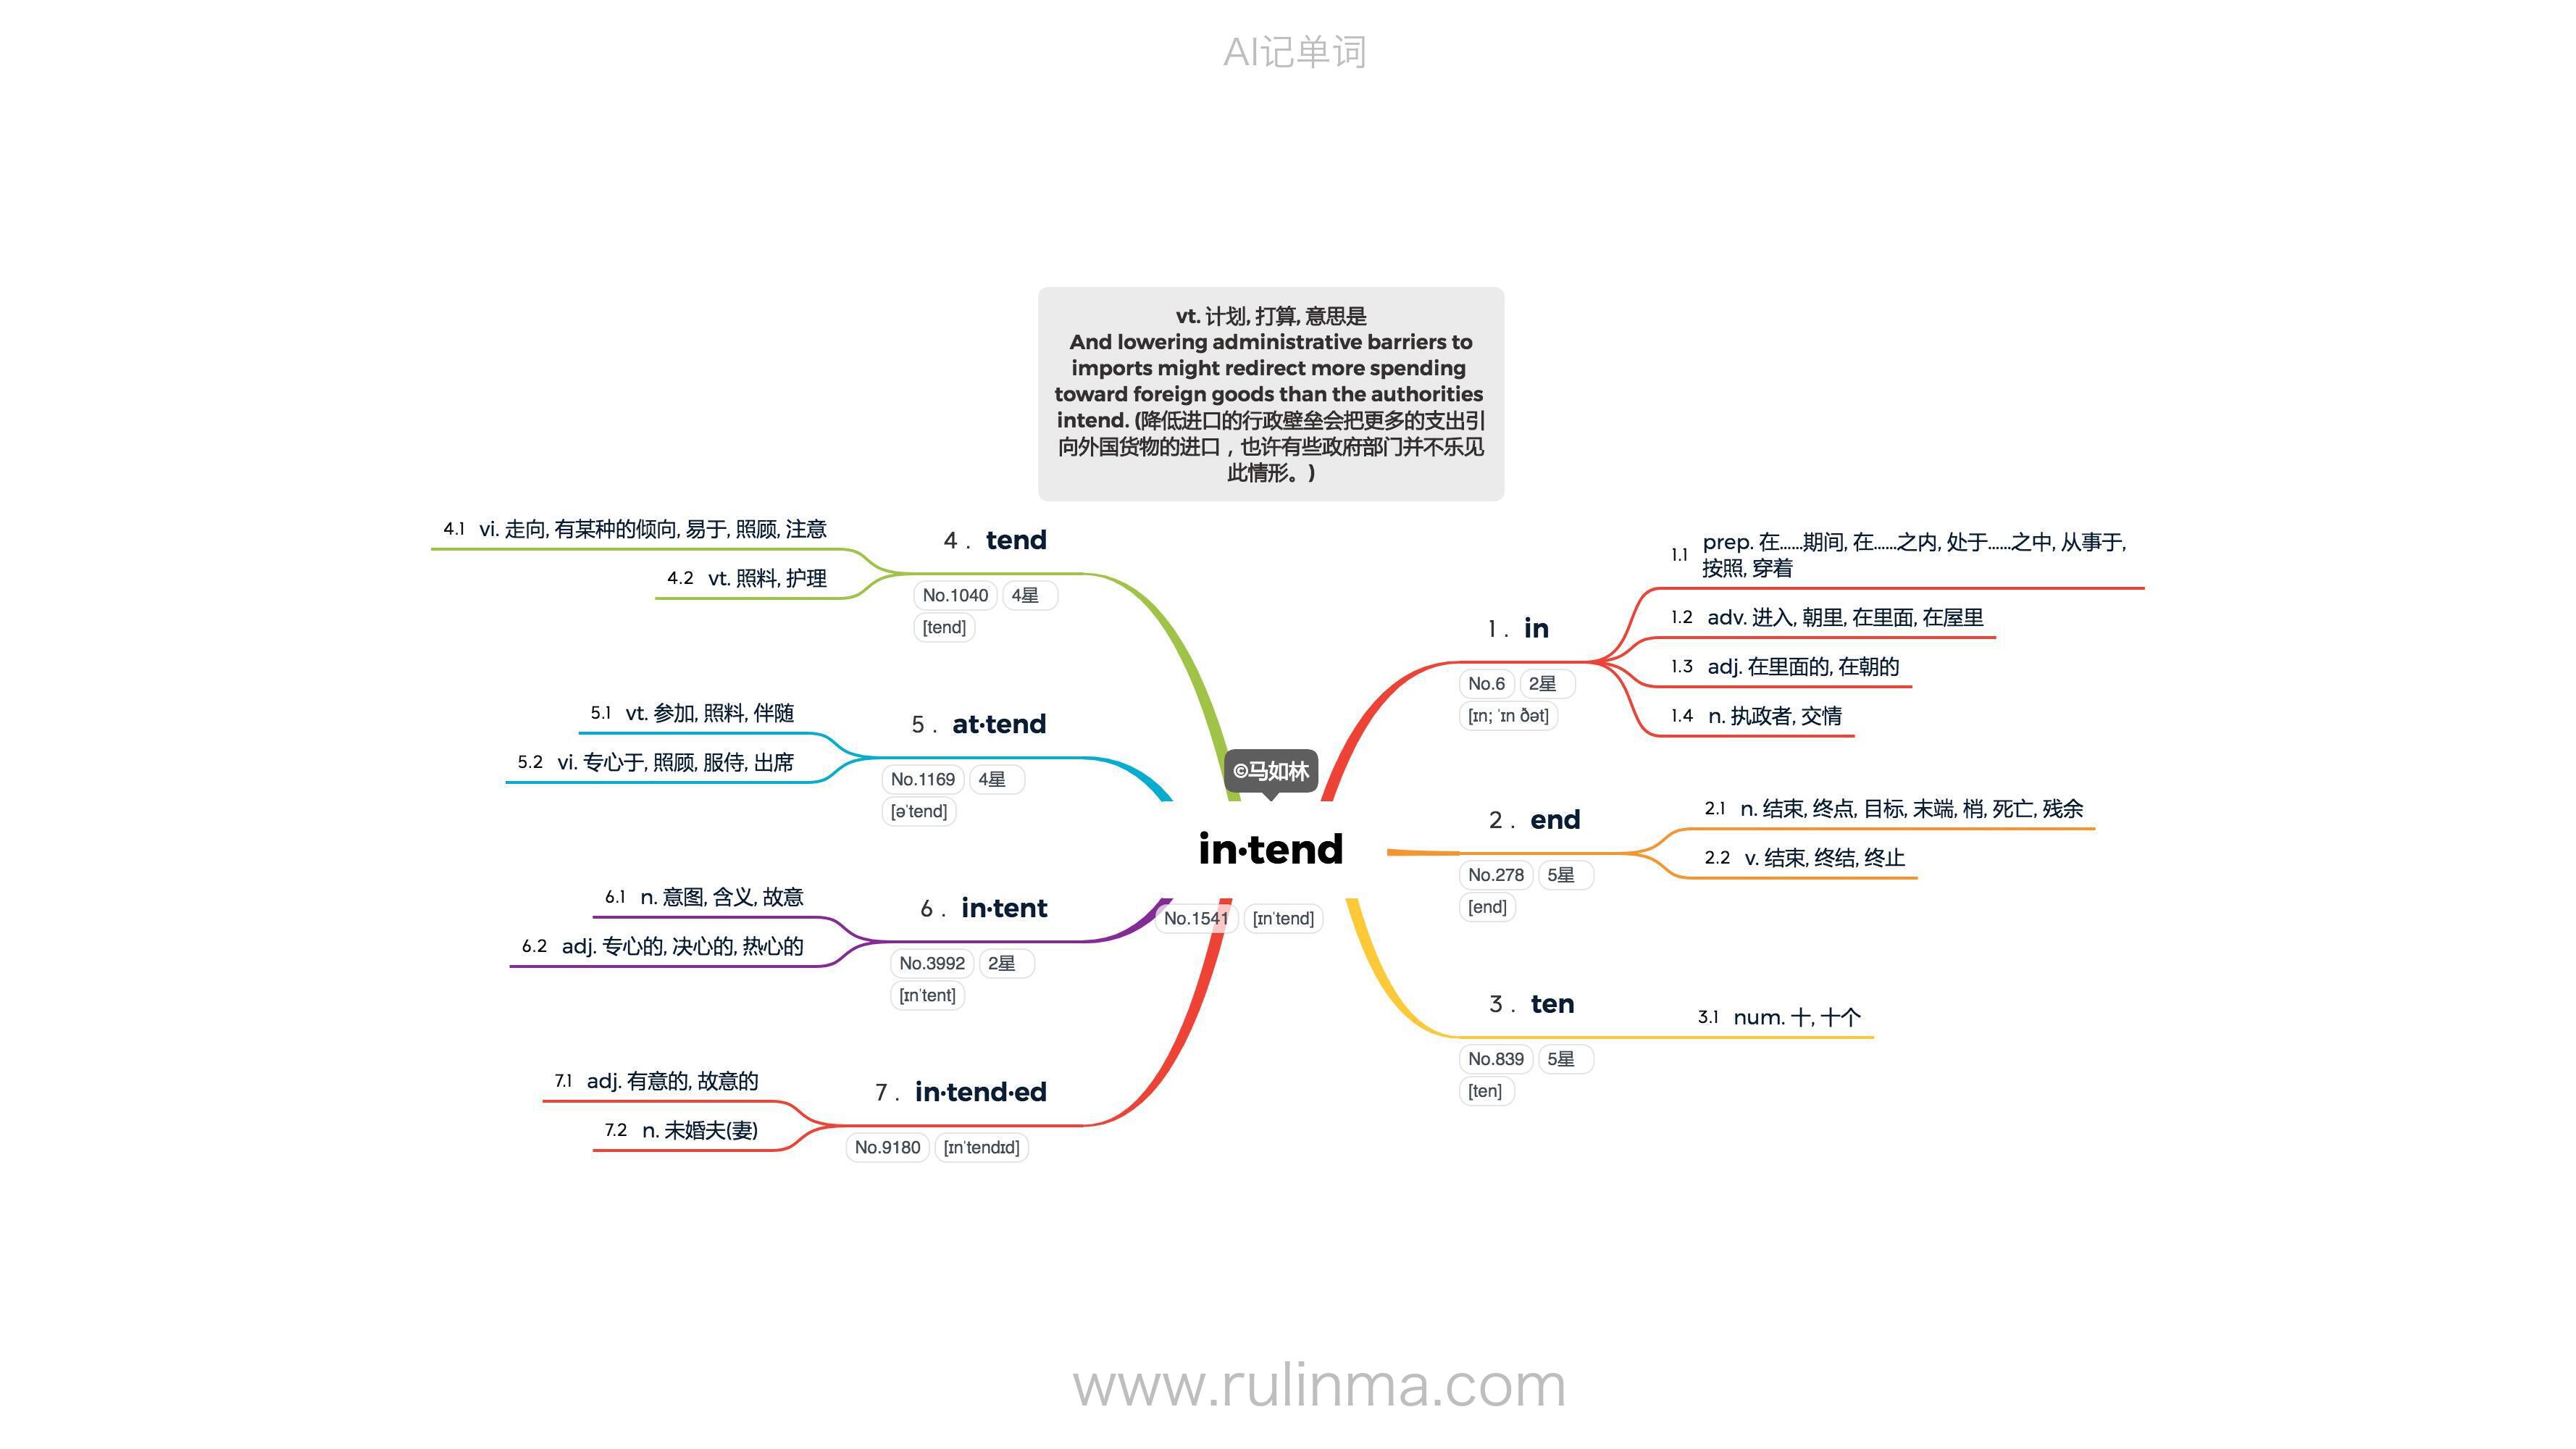 AI记单词
vt. 计划, 打算, 意思是
And lowering administrative barriers to
imports might redirect more spending
toward foreign goods than the authorities
intend. (降低进口的行政壁垒会把更多的支出引
向外国货物的进口，也许有些政府部门并不乐见
此情形。)
©马如林
in·tend
No.1541 [ɪnˈtend]
1. in
No.6 2星
[ɪn; ˈɪn ðət]
1.1 prep. 在……期间, 在……之内, 处于……之中, 从事于,
按照, 穿着
1.2 adv. 进入, 朝里, 在里面, 在屋里
1.3 adj. 在里面的, 在朝的
1.4 n. 执政者, 交情
2. end
No.278 5星
[end]
2.1 n. 结束, 终点, 目标, 末端, 梢, 死亡, 残余
2.2 v. 结束, 终结, 终止
3. ten
No.839 5星
[ten]
3.1 num. 十, 十个
4. tend
No.1040 4星
[tend]
4.1 vi. 走向, 有某种的倾向, 易于, 照顾, 注意
4.2 vt. 照料, 护理
5. at·tend
No.1169 4星
[əˈtend]
5.1 vt. 参加, 照料, 伴随
5.2 vi. 专心于, 照顾, 服侍, 出席
6. in·tent
No.3992 2星
[ɪnˈtent]
6.1 n. 意图, 含义, 故意
6.2 adj. 专心的, 决心的, 热心的
7. in·tend·ed
No.9180 [ɪnˈtendɪd]
7.1 adj. 有意的, 故意的
7.2 n. 未婚夫(妻)
www.rulinma.com